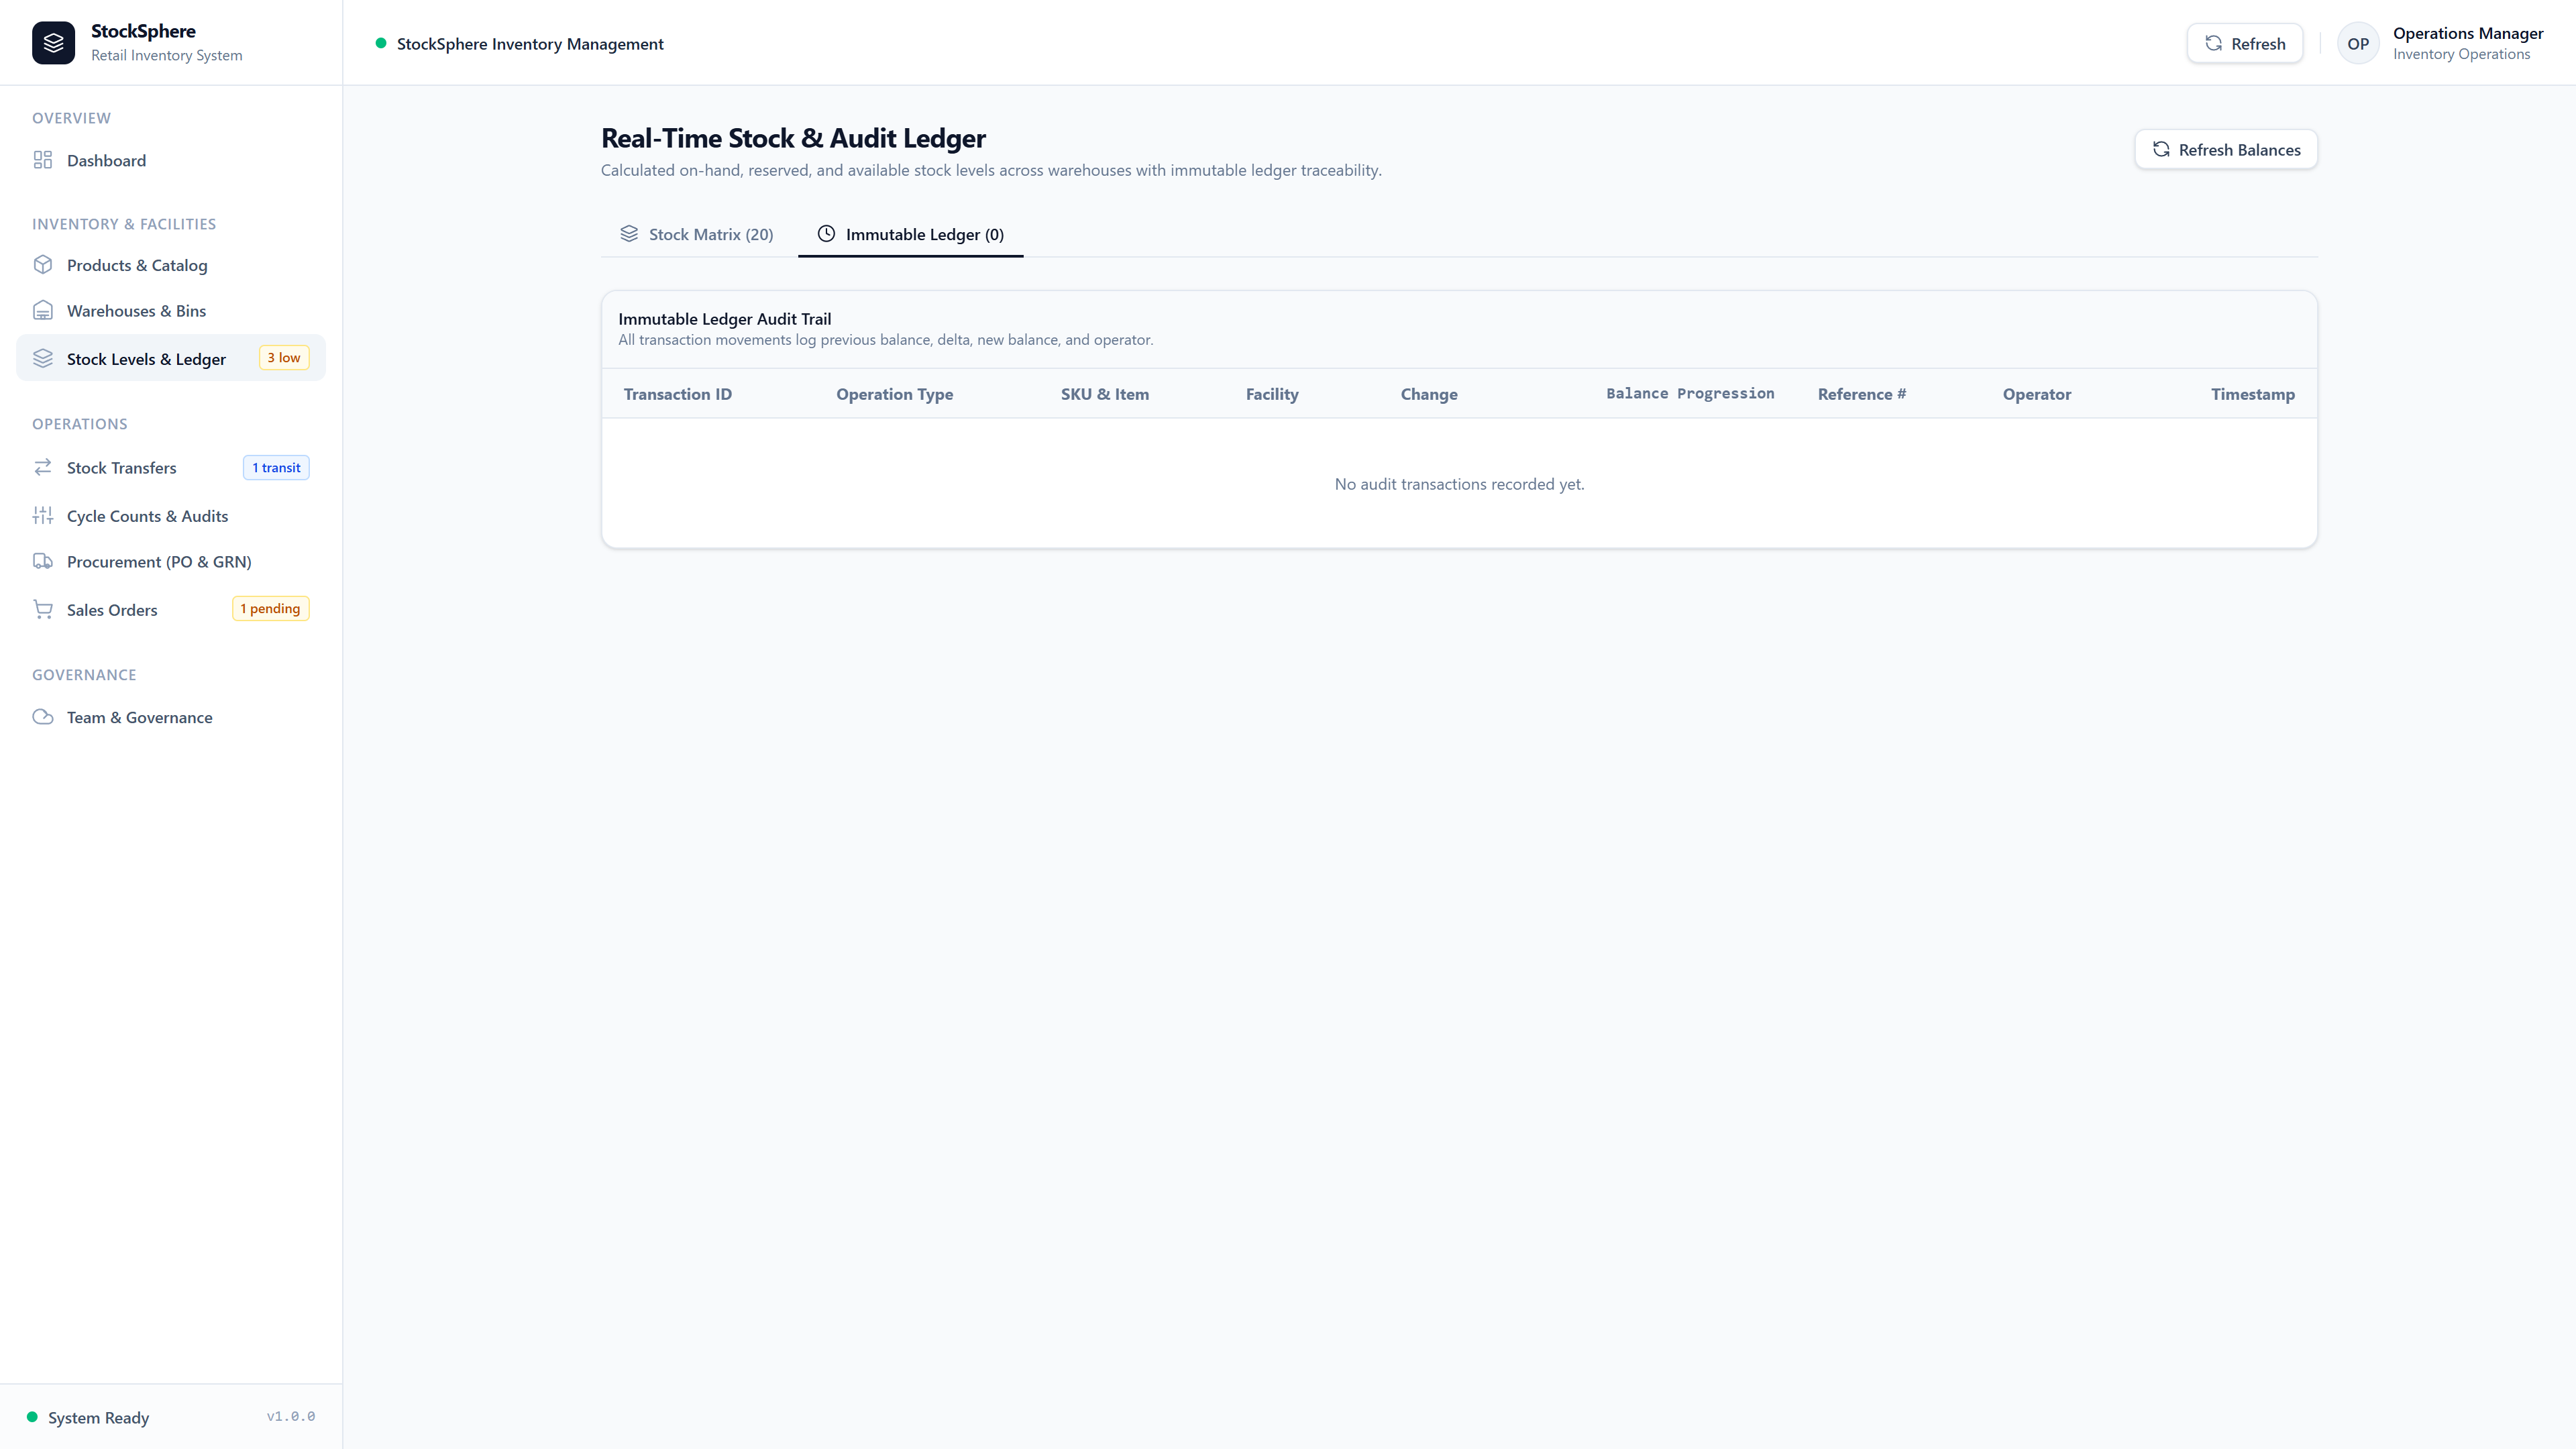 StockSphere
Retail Inventory System
OVERVIEW
Dashboard
INVENTORY & FACILITIES
Products & Catalog
Warehouses & Bins
Stock Levels & Ledger 3 low
OPERATIONS
Stock Transfers 1 transit
Cycle Counts & Audits
Procurement (PO & GRN)
Sales Orders 1 pending
GOVERNANCE
Team & Governance
System Ready v1.0.0
StockSphere Inventory Management
Refresh
OP
Operations Manager
Inventory Operations
Real-Time Stock & Audit Ledger
Calculated on-hand, reserved, and available stock levels across warehouses with immutable ledger traceability.
Refresh Balances
Stock Matrix (20) Immutable Ledger (0)
Immutable Ledger Audit Trail
All transaction movements log previous balance, delta, new balance, and operator.
Transaction ID Operation Type SKU & Item Facility Change Balance Progression Reference # Operator Timestamp
No audit transactions recorded yet.